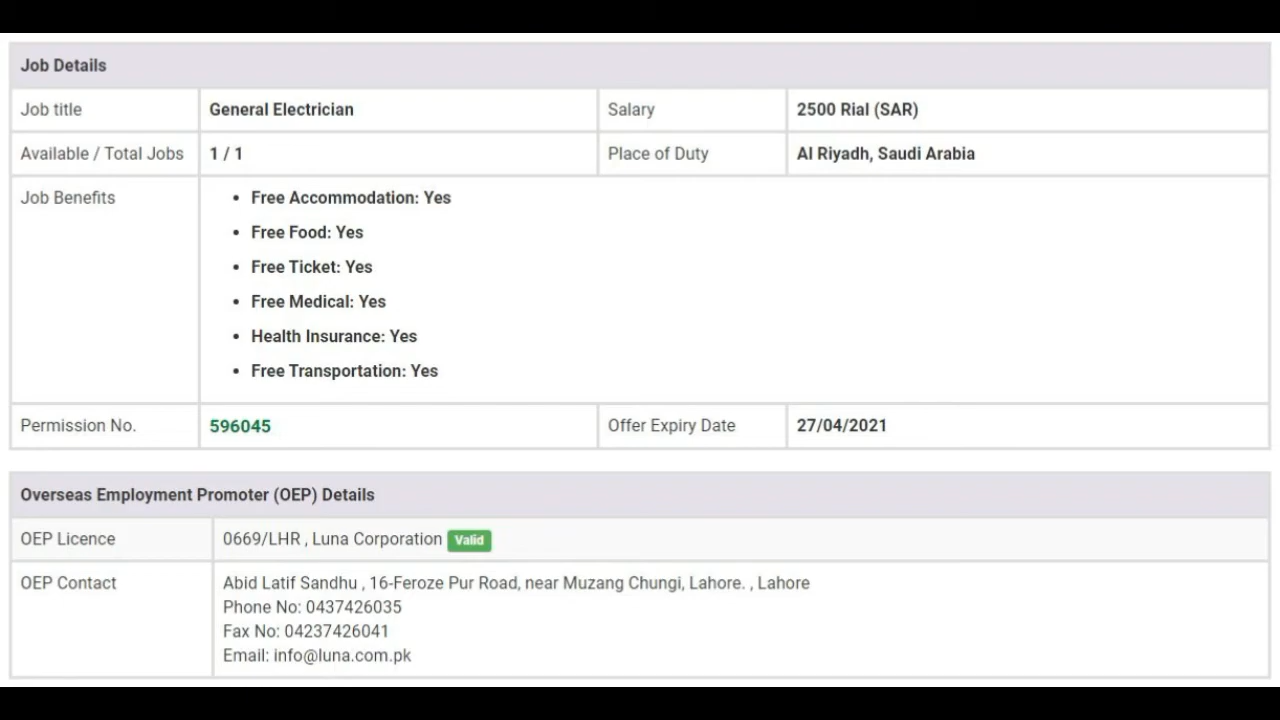 Job Details
Job title General Electrician Salary 2500 Rial (SAR)
Available / Total Jobs 1 / 1 Place of Duty Al Riyadh, Saudi Arabia
Job Benefits
• Free Accommodation: Yes
• Free Food: Yes
• Free Ticket: Yes
• Free Medical: Yes
• Health Insurance: Yes
• Free Transportation: Yes
Permission No. 596045 Offer Expiry Date 27/04/2021
Overseas Employment Promoter (OEP) Details
OEP Licence 0669/LHR , Luna Corporation Valid
OEP Contact Abid Latif Sandhu , 16-Feroze Pur Road, near Muzang Chungi, Lahore. , Lahore
Phone No: 0437426035
Fax No: 04237426041
Email: info@luna.com.pk